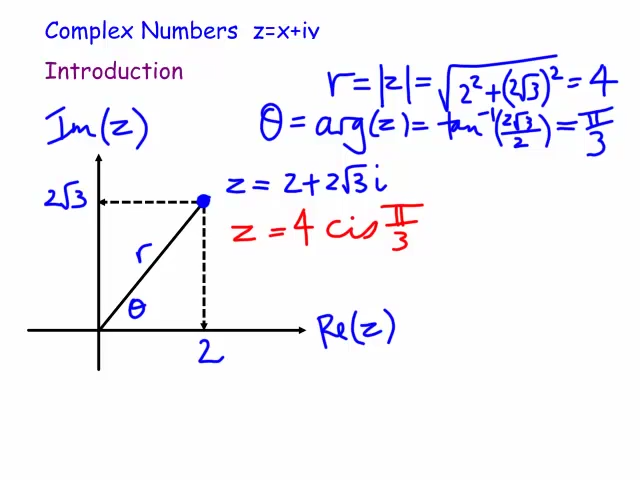 Complex Numbers z=x+iv
Introduction
r = |z| = √(2² + (2√3)²) = 4
Im(z)
θ = arg(z) = tan⁻¹(2√3/2) = π/3
2√3
z = 2 + 2√3 i
z = 4 cis π/3
r
θ
Re(z)
2